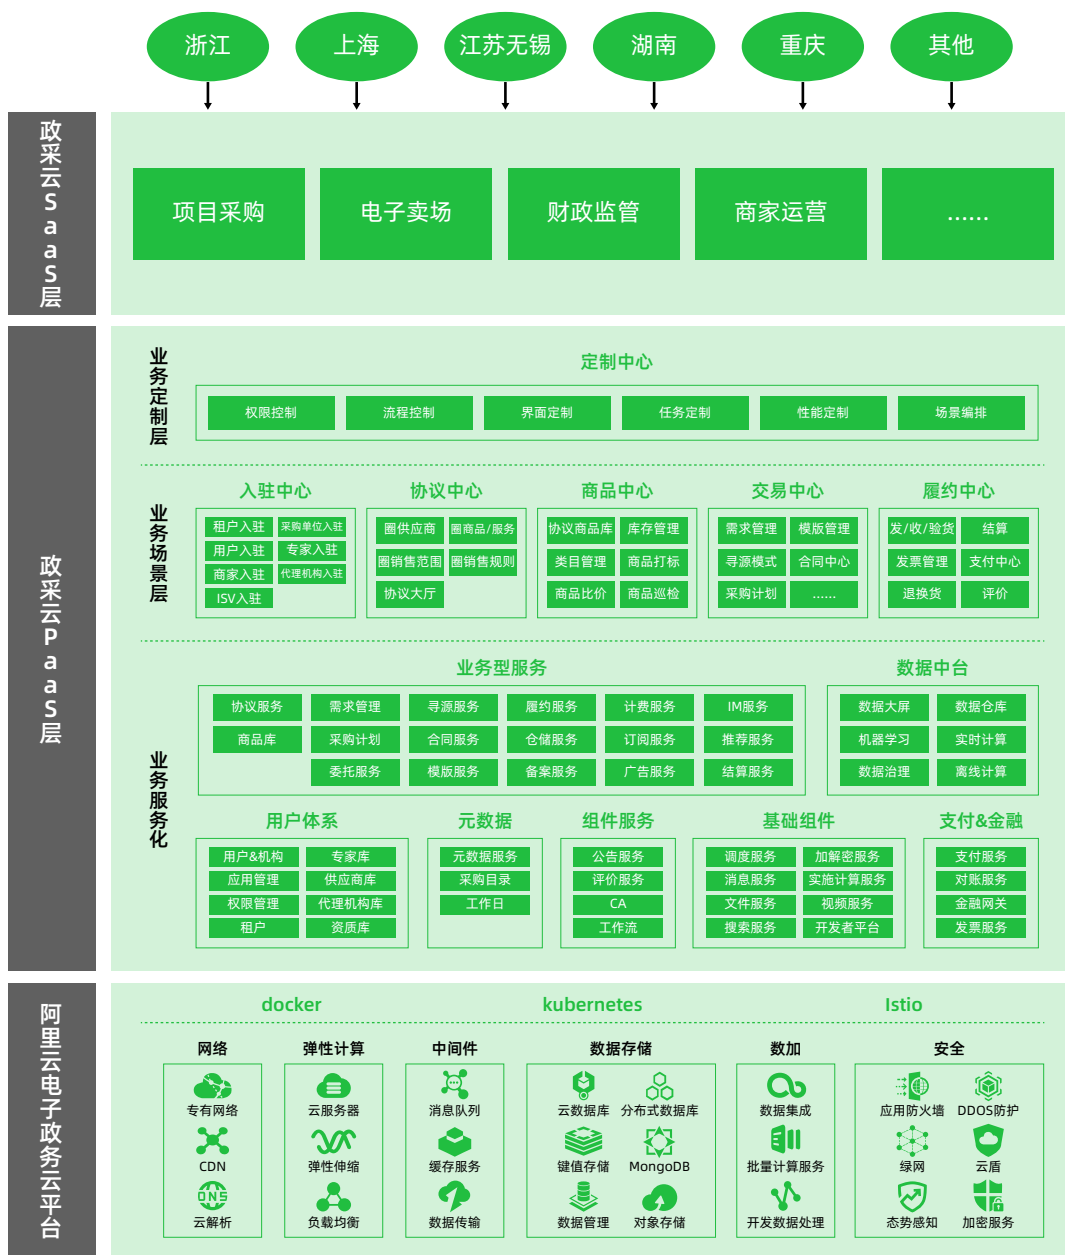 浙江
上海
江苏无锡
湖南
重庆
其他
政采云SaaS层
项目采购
电子卖场
财政监管
商家运营
......
政采云PaaS层
业务定制层
定制中心
权限控制
流程控制
界面定制
任务定制
性能定制
场景编排
业务场景层
入驻中心
租户入驻
采购单位入驻
用户入驻
专家入驻
商家入驻
代理机构入驻
ISV入驻
协议中心
圈供应商
圈商品/服务
圈销售范围
圈销售规则
协议大厅
商品中心
协议商品库
库存管理
类目管理
商品打标
商品比价
商品巡检
交易中心
需求管理
模版管理
寻源模式
合同中心
采购计划
......
履约中心
发/收/验货
结算
发票管理
支付中心
退换货
评价
业务服务化
业务型服务
协议服务
需求管理
寻源服务
履约服务
计费服务
IM服务
商品库
采购计划
合同服务
仓储服务
订阅服务
推荐服务
委托服务
模版服务
备案服务
广告服务
结算服务
数据中台
数据大屏
数据仓库
机器学习
实时计算
数据治理
离线计算
用户体系
用户&机构
专家库
应用管理
供应商库
权限管理
代理机构库
租户
资质库
元数据
元数据服务
采购目录
工作日
组件服务
公告服务
评价服务
CA
工作流
基础组件
调度服务
加解密服务
消息服务
实施计算服务
文件服务
视频服务
搜索服务
开发者平台
支付&金融
支付服务
对账服务
金融网关
发票服务
阿里云电子政务云平台
docker
kubernetes
Istio
网络
专有网络
CDN
DNS
云解析
弹性计算
云服务器
弹性伸缩
负载均衡
中间件
消息队列
缓存服务
数据传输
数据存储
云数据库
分布式数据库
键值存储
MongoDB
数据管理
对象存储
数加
数据集成
批量计算服务
开发数据处理
安全
应用防火墙
DDOS防护
绿网
云盾
态势感知
加密服务